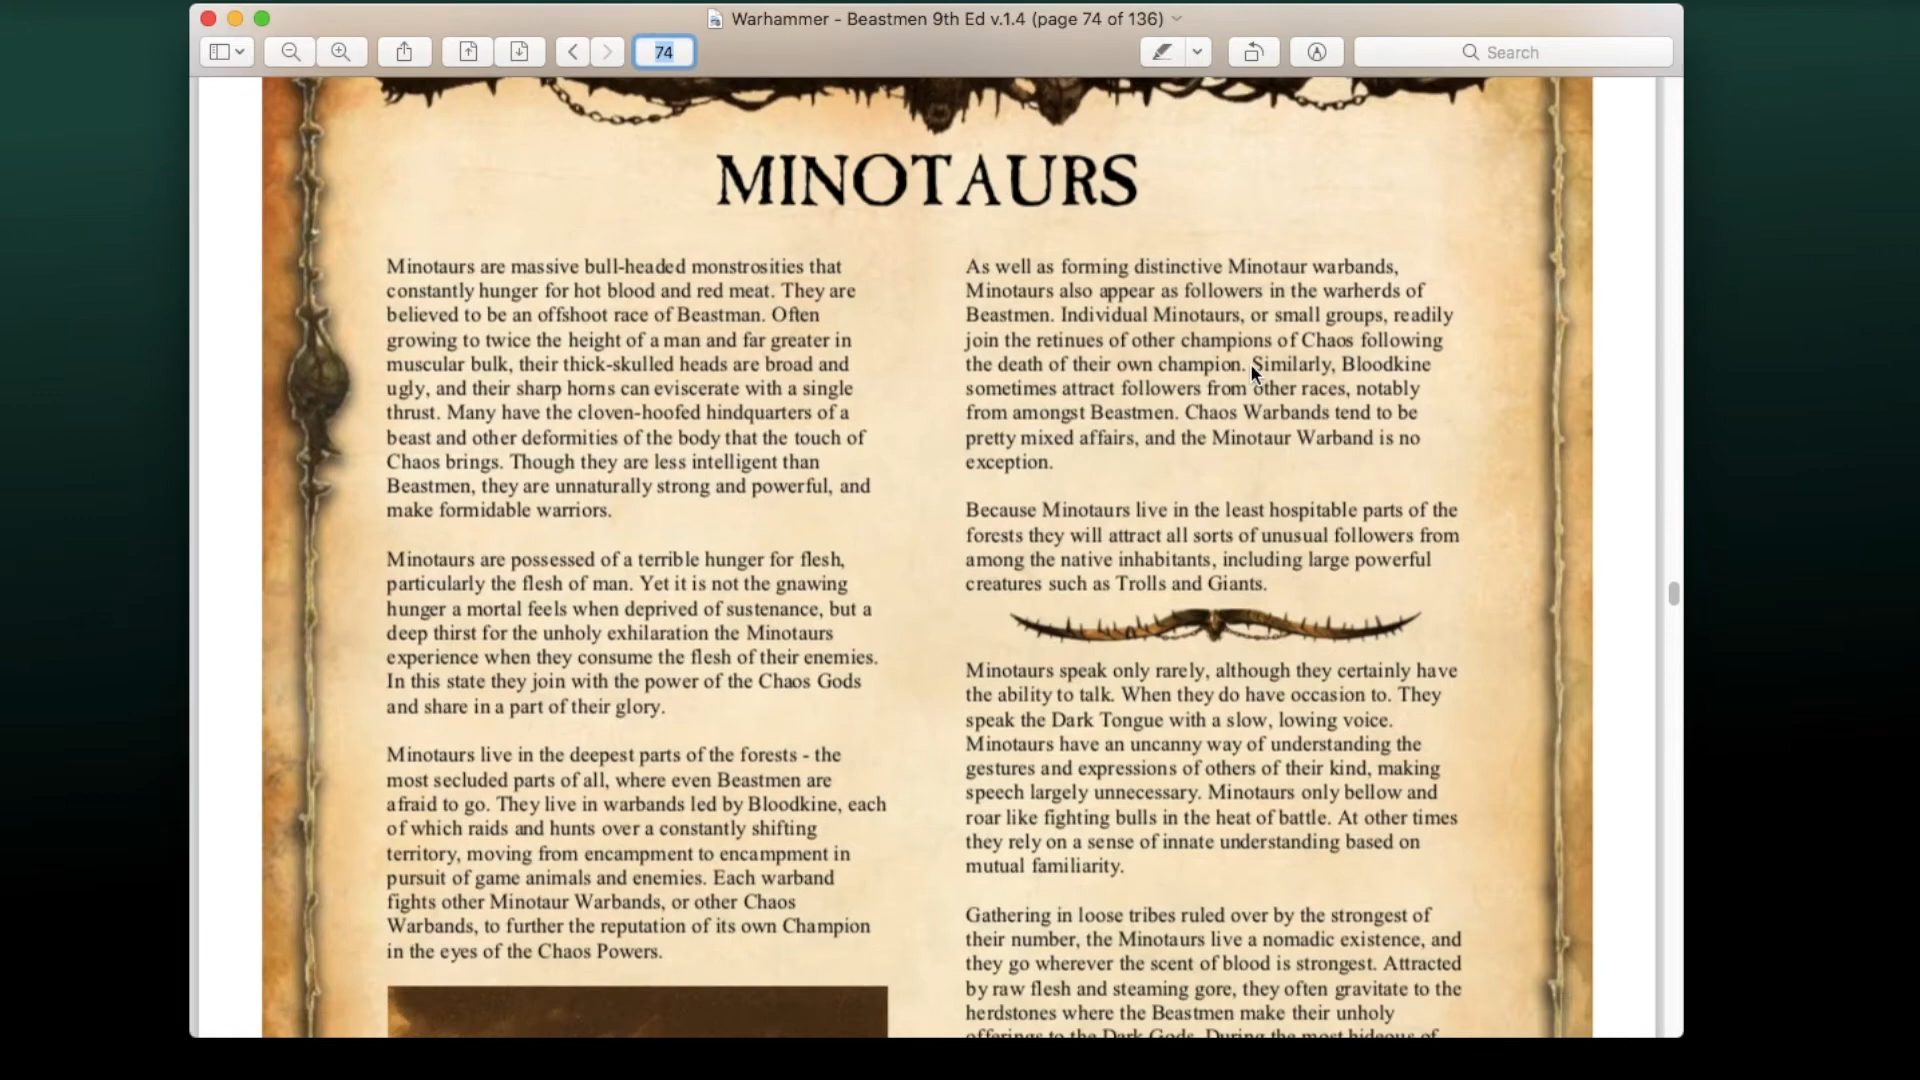 Warhammer - Beastmen 9th Ed v.1.4 (page 74 of 136)
74
Search
MINOTAURS
Minotaurs are massive bull-headed monstrosities that
constantly hunger for hot blood and red meat. They are
believed to be an offshoot race of Beastman. Often
growing to twice the height of a man and far greater in
muscular bulk, their thick-skulled heads are broad and
ugly, and their sharp horns can eviscerate with a single
thrust. Many have the cloven-hoofed hindquarters of a
beast and other deformities of the body that the touch of
Chaos brings. Though they are less intelligent than
Beastmen, they are unnaturally strong and powerful, and
make formidable warriors.
Minotaurs are possessed of a terrible hunger for flesh,
particularly the flesh of man. Yet it is not the gnawing
hunger a mortal feels when deprived of sustenance, but a
deep thirst for the unholy exhilaration the Minotaurs
experience when they consume the flesh of their enemies.
In this state they join with the power of the Chaos Gods
and share in a part of their glory.
Minotaurs live in the deepest parts of the forests - the
most secluded parts of all, where even Beastmen are
afraid to go. They live in warbands led by Bloodkine, each
of which raids and hunts over a constantly shifting
territory, moving from encampment to encampment in
pursuit of game animals and enemies. Each warband
fights other Minotaur Warbands, or other Chaos
Warbands, to further the reputation of its own Champion
in the eyes of the Chaos Powers.
As well as forming distinctive Minotaur warbands,
Minotaurs also appear as followers in the warherds of
Beastmen. Individual Minotaurs, or small groups, readily
join the retinues of other champions of Chaos following
the death of their own champion. Similarly, Bloodkine
sometimes attract followers from other races, notably
from amongst Beastmen. Chaos Warbands tend to be
pretty mixed affairs, and the Minotaur Warband is no
exception.
Because Minotaurs live in the least hospitable parts of the
forests they will attract all sorts of unusual followers from
among the native inhabitants, including large powerful
creatures such as Trolls and Giants.
Minotaurs speak only rarely, although they certainly have
the ability to talk. When they do have occasion to. They
speak the Dark Tongue with a slow, lowing voice.
Minotaurs have an uncanny way of understanding the
gestures and expressions of others of their kind, making
speech largely unnecessary. Minotaurs only bellow and
roar like fighting bulls in the heat of battle. At other times
they rely on a sense of innate understanding based on
mutual familiarity.
Gathering in loose tribes ruled over by the strongest of
their number, the Minotaurs live a nomadic existence, and
they go wherever the scent of blood is strongest. Attracted
by raw flesh and steaming gore, they often gravitate to the
herdstones where the Beastmen make their unholy
offerings to the Dark Gods. During the most hideous of